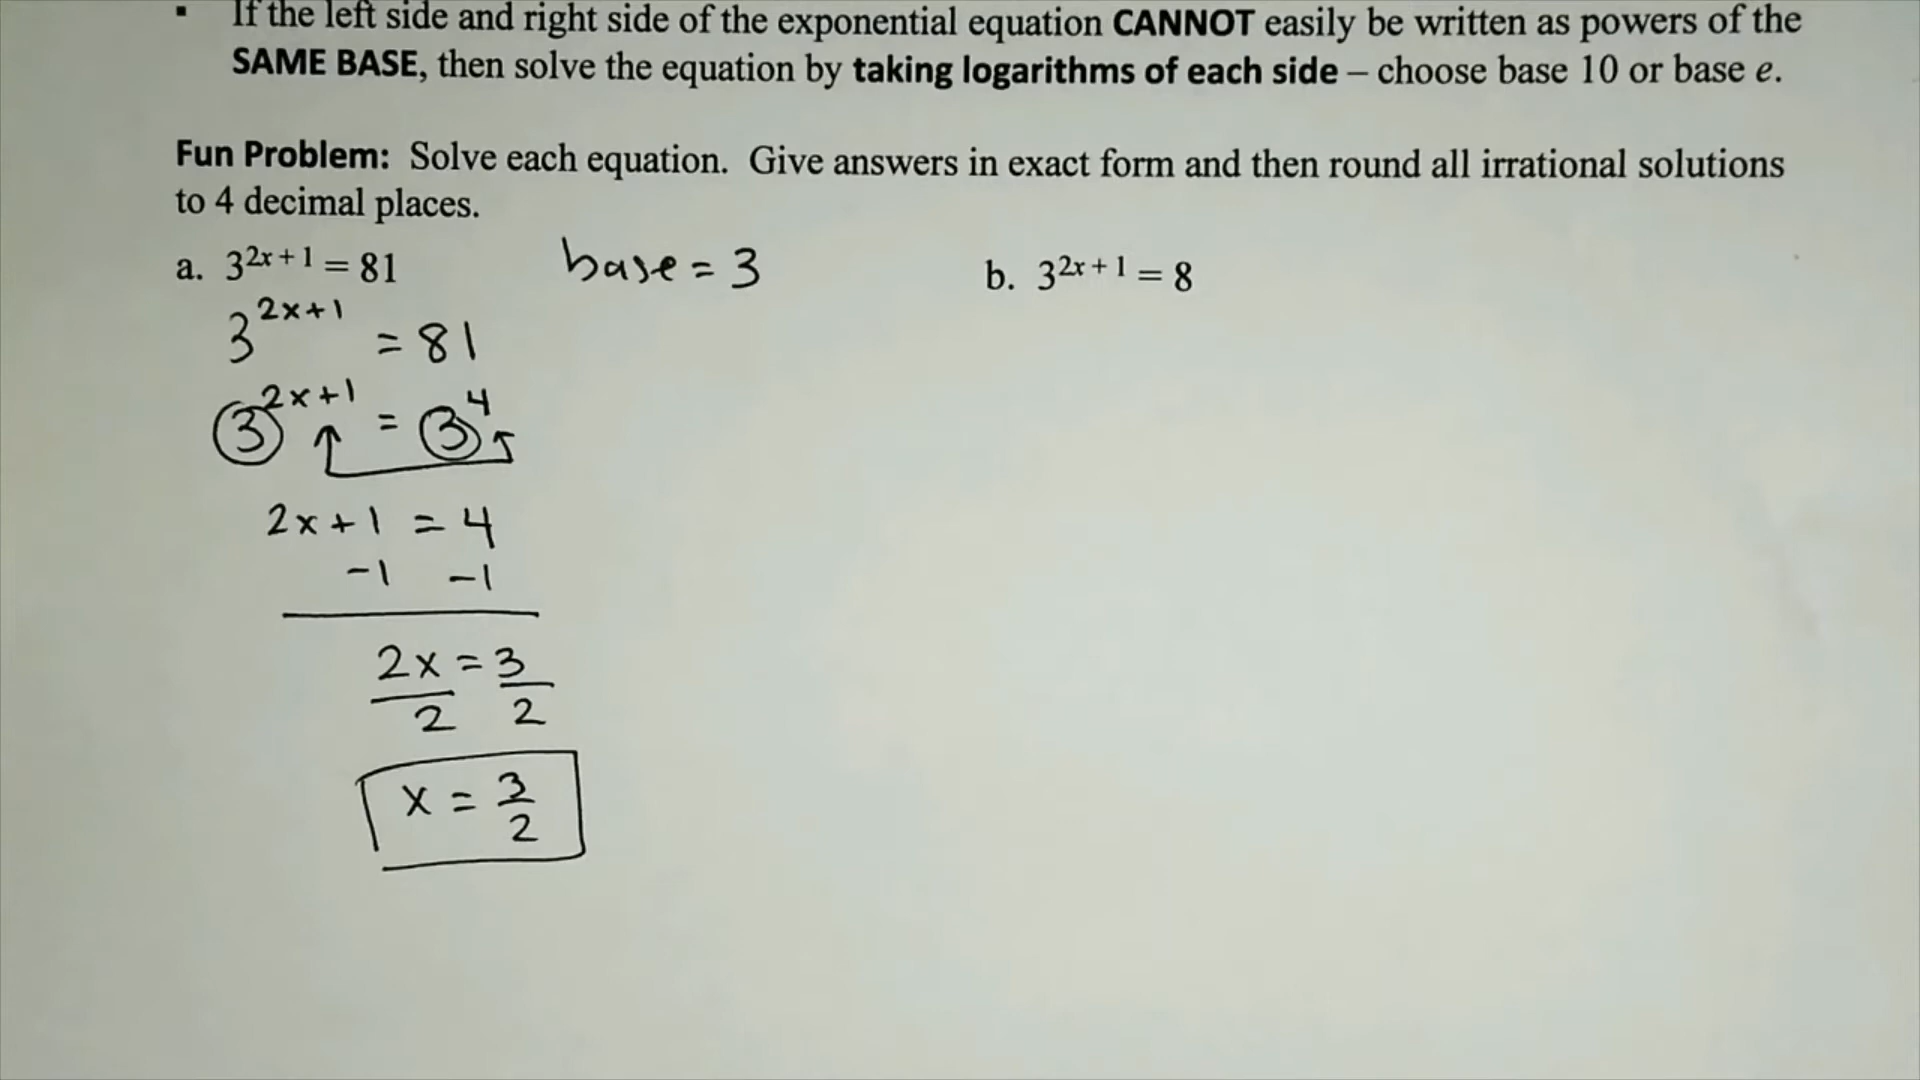 ▪ If the left side and right side of the exponential equation CANNOT easily be written as powers of the
SAME BASE, then solve the equation by taking logarithms of each side – choose base 10 or base e.
Fun Problem: Solve each equation. Give answers in exact form and then round all irrational solutions
to 4 decimal places.
a. 3^{2x + 1} = 81
base = 3
3^{2x+1} = 81
3^{2x+1} = 3^4
2x + 1 = 4
-1 -1
2x = 3
2 2
x = 3/2
b. 3^{2x + 1} = 8